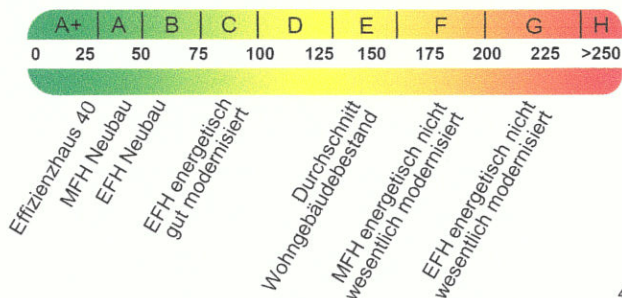 A+ A B C D E F G H
0 25 50 75 100 125 150 175 200 225 >250
Effizienzhaus 40
MFH Neubau
EFH Neubau
EFH energetisch
gut modernisiert
Durchschnitt
Wohngebäudebestand
MFH energetisch nicht
wesentlich modernisiert
EFH energetisch nicht
wesentlich modernisiert